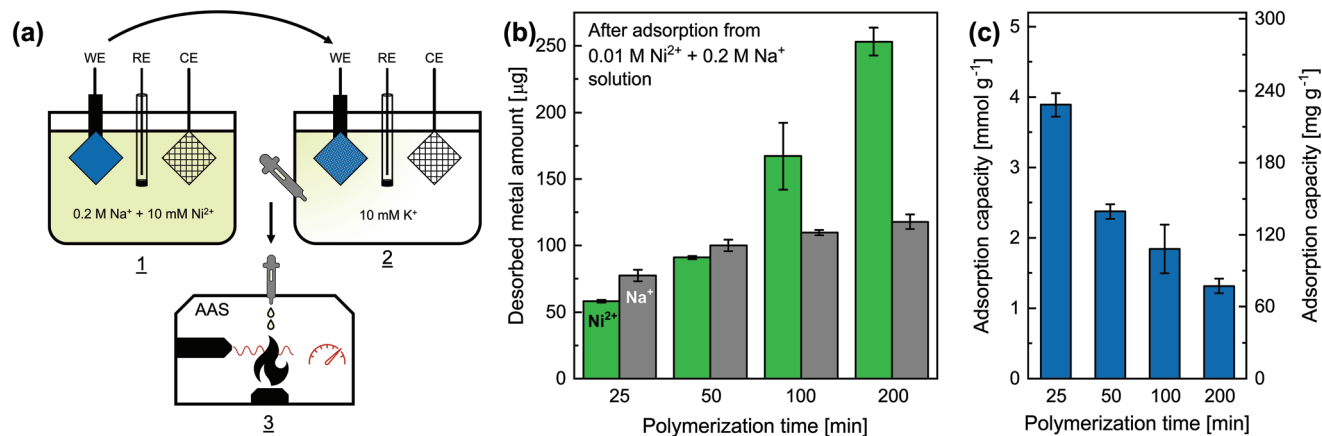 (a)
WE RE CE
0.2 M Na⁺ + 10 mM Ni²⁺
1
WE RE CE
10 mM K⁺
2
AAS
3
(b)
After adsorption from
0.01 M Ni²⁺ + 0.2 M Na⁺
solution
Desorbed metal amount [µg]
250
200
150
100
50
0
Ni²⁺
Na⁺
25 50 100 200
Polymerization time [min]
(c)
Adsorption capacity [mmol g⁻¹]
5
4
3
2
1
0
25 50 100 200
Polymerization time [min]
300
240
180
120
60
0
Adsorption capacity [mg g⁻¹]